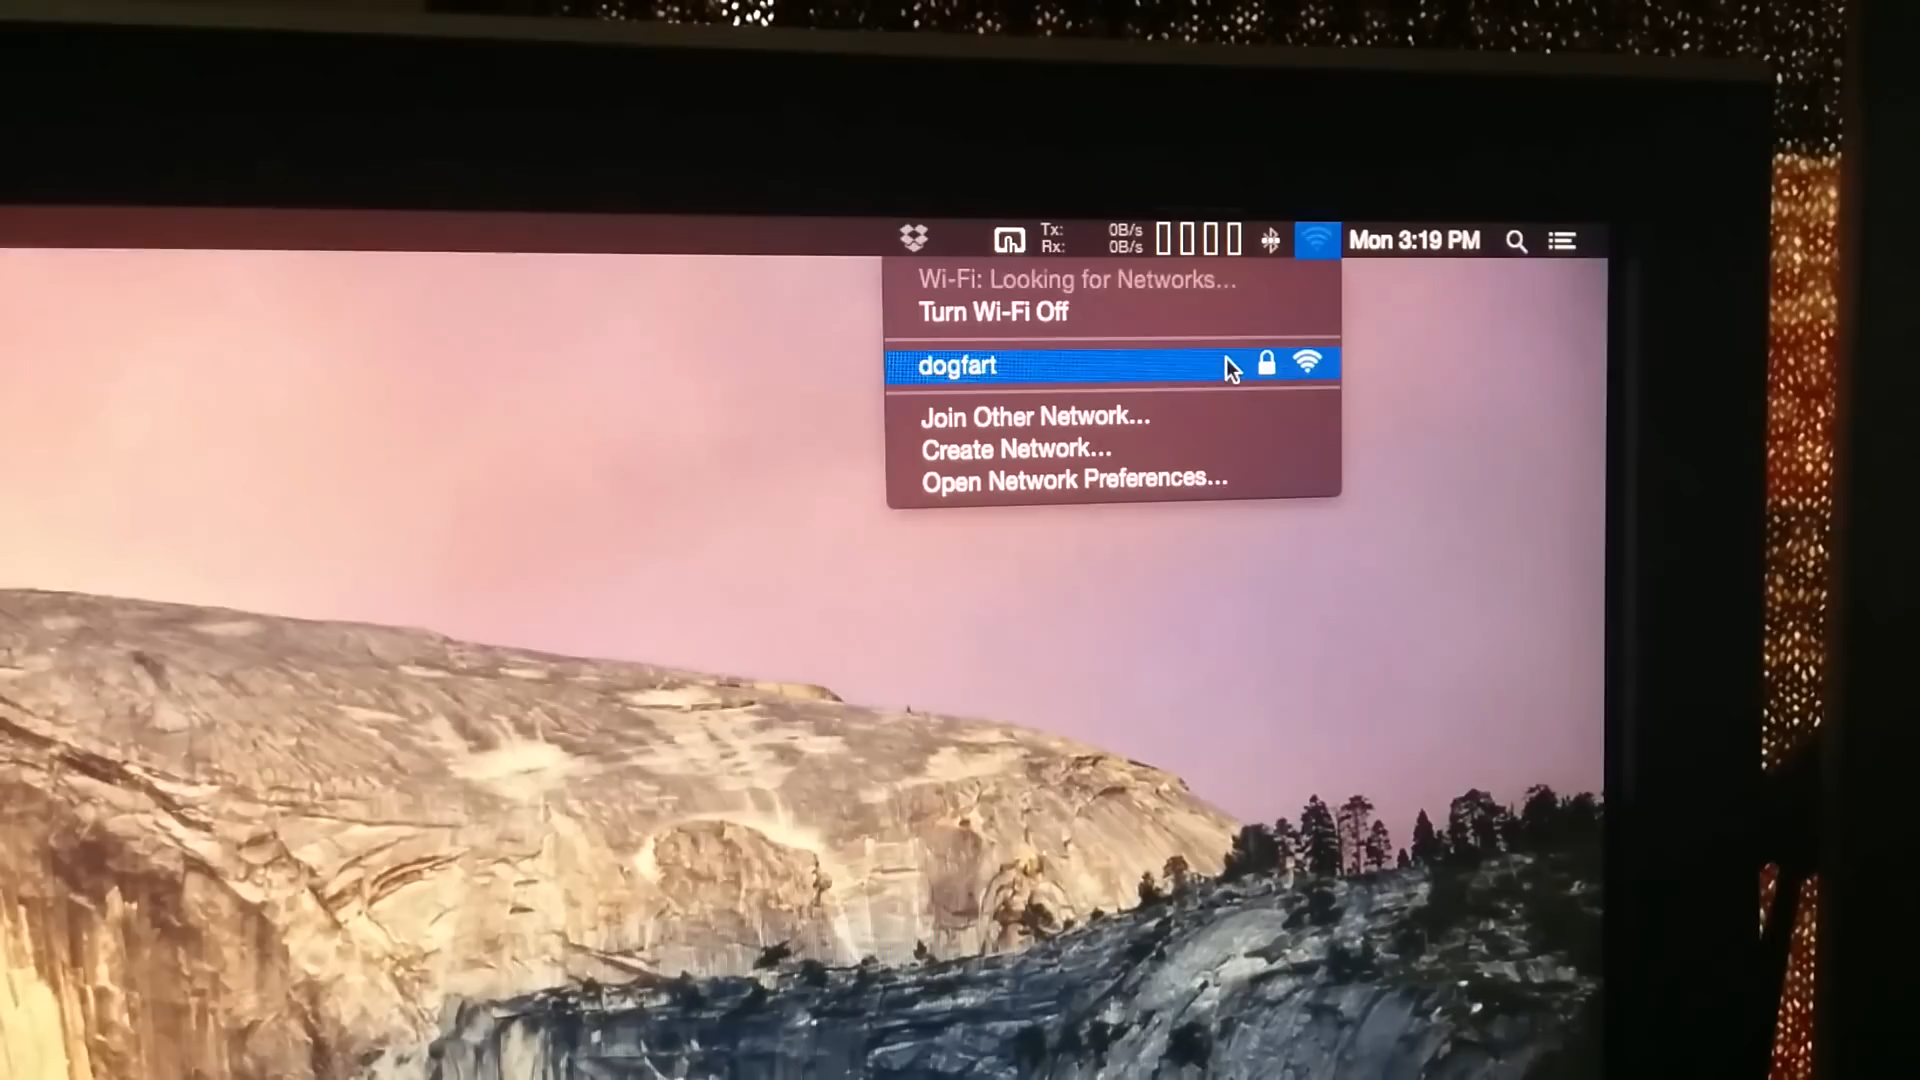 Tx: 0B/s
Rx: 0B/s
Mon 3:19 PM
Wi-Fi: Looking for Networks...
Turn Wi-Fi Off
dogfart
Join Other Network...
Create Network...
Open Network Preferences...